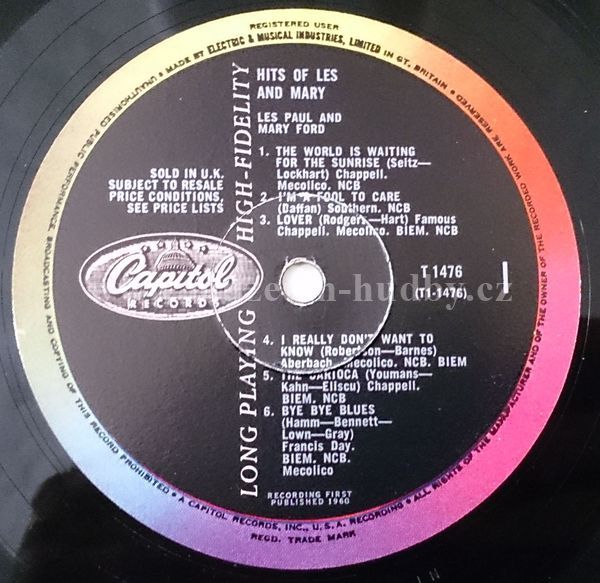 REGISTERED USER
UNAUTHORISED PUBLIC PERFORMANCE, BROADCASTING AND COPYING OF THIS RECORD PROHIBITED • MADE BY ELECTRIC & MUSICAL INDUSTRIES, LIMITED IN GT. BRITAIN • ALL RIGHTS OF THE MANUFACTURER AND OF THE OWNER OF THE RECORDED WORK ARE RESERVED.
HITS OF LES
AND MARY
LES PAUL AND
MARY FORD
1. THE WORLD IS WAITING
FOR THE SUNRISE (Seitz—
Lockhart) Chappell.
Mecolico. NCB
2. I'M A FOOL TO CARE
(Daffan) Southern. NCB
3. LOVER (Rodgers—Hart) Famous
Chappell. Mecolico. BIEM. NCB
SOLD IN U.K.
SUBJECT TO RESALE
PRICE CONDITIONS,
SEE PRICE LISTS
LONG PLAYING HIGH-FIDELITY
Capitol
RECORDS
T 1476
(T1-1476)
1
hudby.cz
4. I REALLY DON'T WANT TO
KNOW (Robertson—Barnes)
Aberbach. Mecolico. NCB. BIEM
5. THE CARIOCA (Youmans—
Kahn—Eliscu) Chappell.
BIEM. NCB
6. BYE BYE BLUES
(Hamm—Bennett—
Lown—Gray)
Francis Day.
BIEM. NCB.
Mecolico
RECORDING FIRST
PUBLISHED 1960
• A CAPITOL RECORDS, INC., U.S.A. RECORDING •
REGD. TRADE MARK